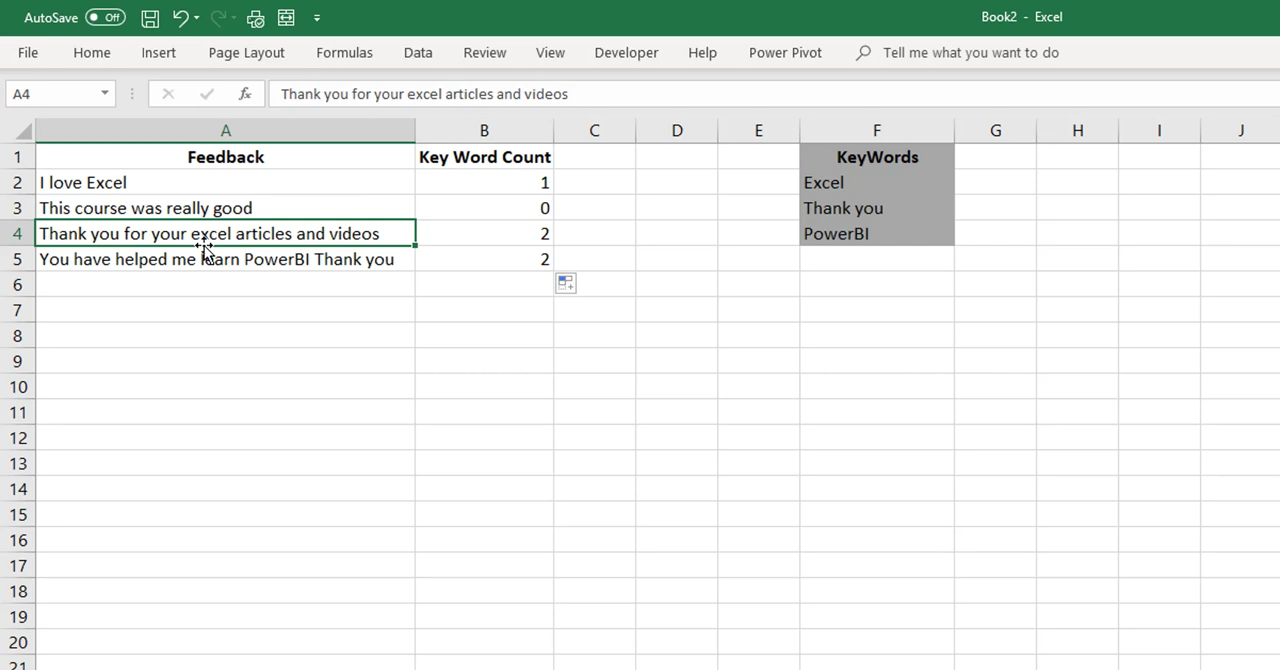 AutoSave Off Book2 - Excel
File Home Insert Page Layout Formulas Data Review View Developer Help Power Pivot Tell me what you want to do
A4 fx Thank you for your excel articles and videos
A B C D E F G H I J
1 Feedback Key Word Count KeyWords
2 I love Excel 1 Excel
3 This course was really good 0 Thank you
4 Thank you for your excel articles and videos 2 PowerBI
5 You have helped me learn PowerBI Thank you 2
6
7
8
9
10
11
12
13
14
15
16
17
18
19
20
21